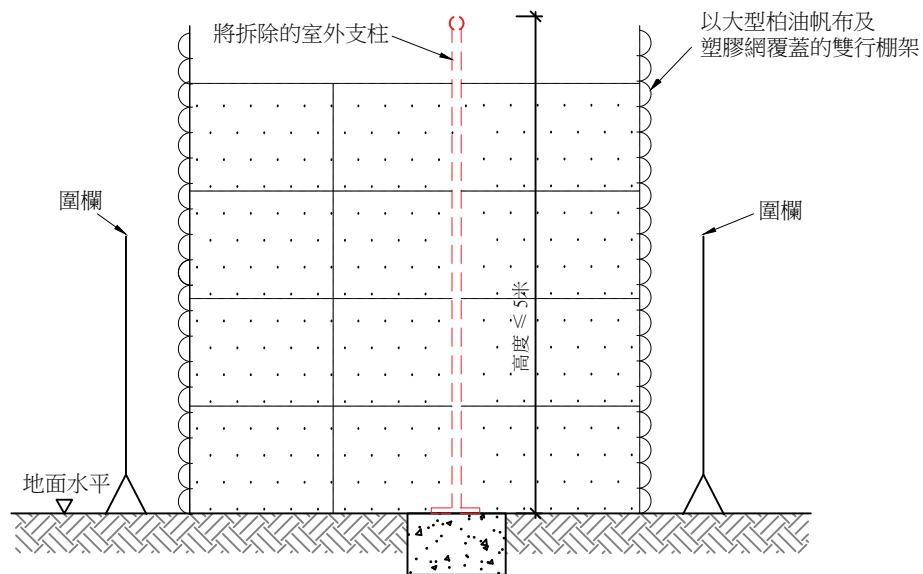 將拆除的室外支柱
以大型柏油帆布及
塑膠網覆蓋的雙行棚架
圍欄
圍欄
高度 ≤ 5米
地面水平